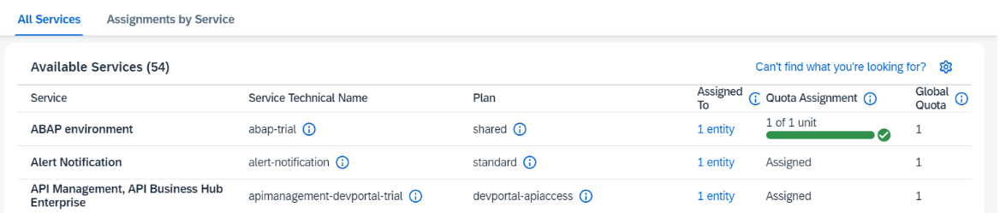 All Services Assignments by Service
Available Services (54) Can't find what you're looking for?
Service Service Technical Name Plan Assigned To Quota Assignment Global Quota
ABAP environment abap-trial shared 1 entity 1 of 1 unit 1
Alert Notification alert-notification standard 1 entity Assigned 1
API Management, API Business Hub Enterprise apimanagement-devportal-trial devportal-apiaccess 1 entity Assigned 1